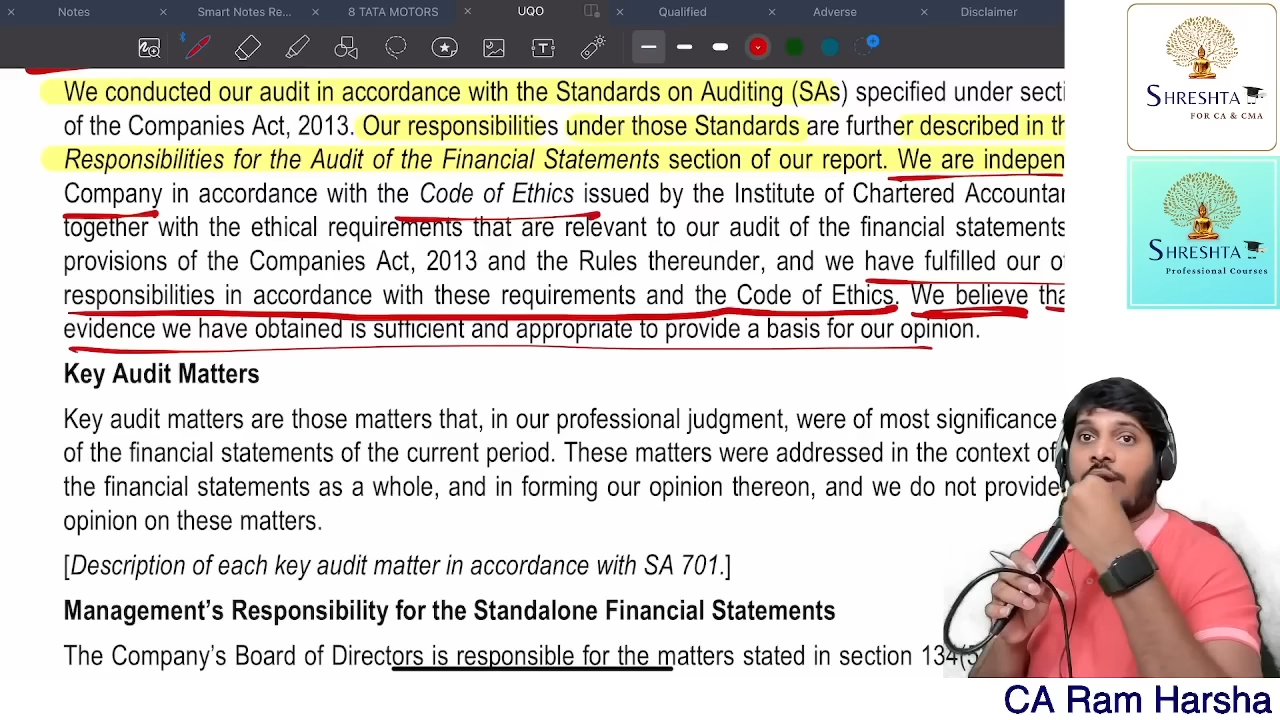 Notes
Smart Notes Re...
8 TATA MOTORS
UQO
Qualified
Adverse
Disclaimer
We conducted our audit in accordance with the Standards on Auditing (SAs) specified under secti
of the Companies Act, 2013. Our responsibilities under those Standards are further described in th
Responsibilities for the Audit of the Financial Statements section of our report. We are indepen
Company in accordance with the Code of Ethics issued by the Institute of Chartered Accountan
together with the ethical requirements that are relevant to our audit of the financial statements
provisions of the Companies Act, 2013 and the Rules thereunder, and we have fulfilled our o
responsibilities in accordance with these requirements and the Code of Ethics. We believe tha
evidence we have obtained is sufficient and appropriate to provide a basis for our opinion.
Key Audit Matters
Key audit matters are those matters that, in our professional judgment, were of most significance
of the financial statements of the current period. These matters were addressed in the context of
the financial statements as a whole, and in forming our opinion thereon, and we do not provide
opinion on these matters.
[Description of each key audit matter in accordance with SA 701.]
Management's Responsibility for the Standalone Financial Statements
The Company's Board of Directors is responsible for the matters stated in section 134(5
SHRESHTA
FOR CA & CMA
SHRESHTA
Professional Courses
CA Ram Harsha